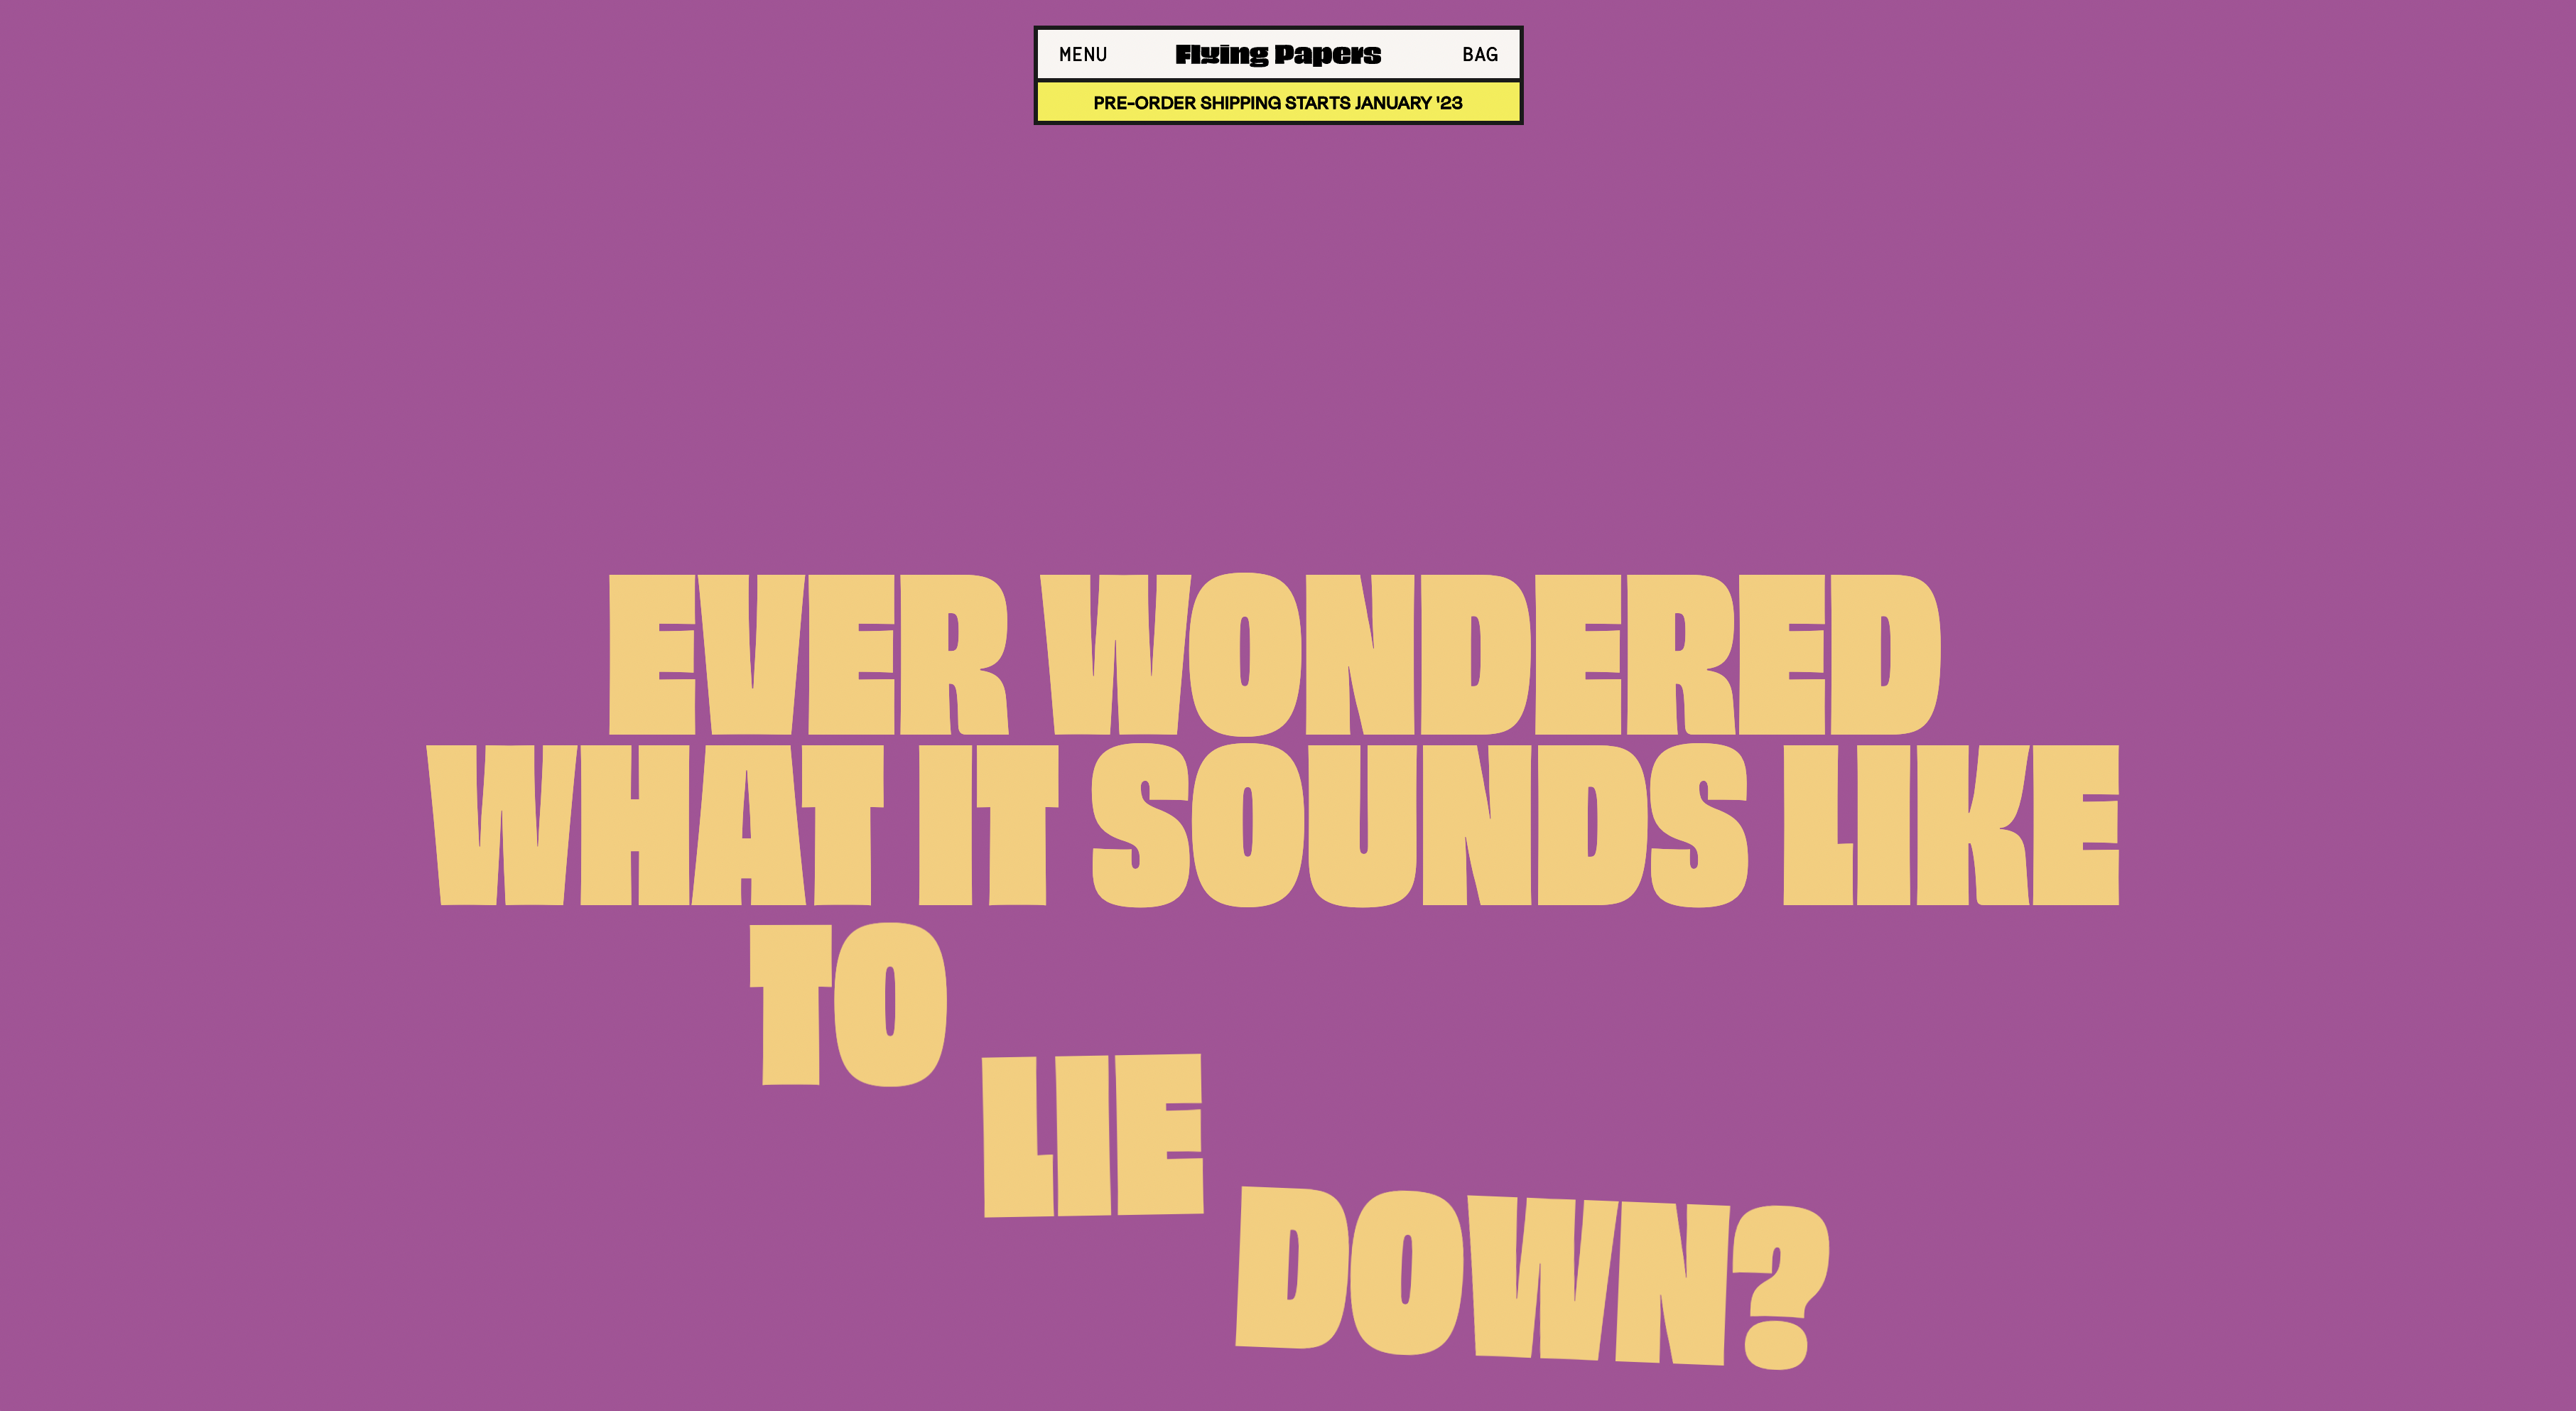 MENU Flying Papers BAG
PRE-ORDER SHIPPING STARTS JANUARY '23
EVER WONDERED
WHAT IT SOUNDS LIKE
TO
LIE
DOWN?